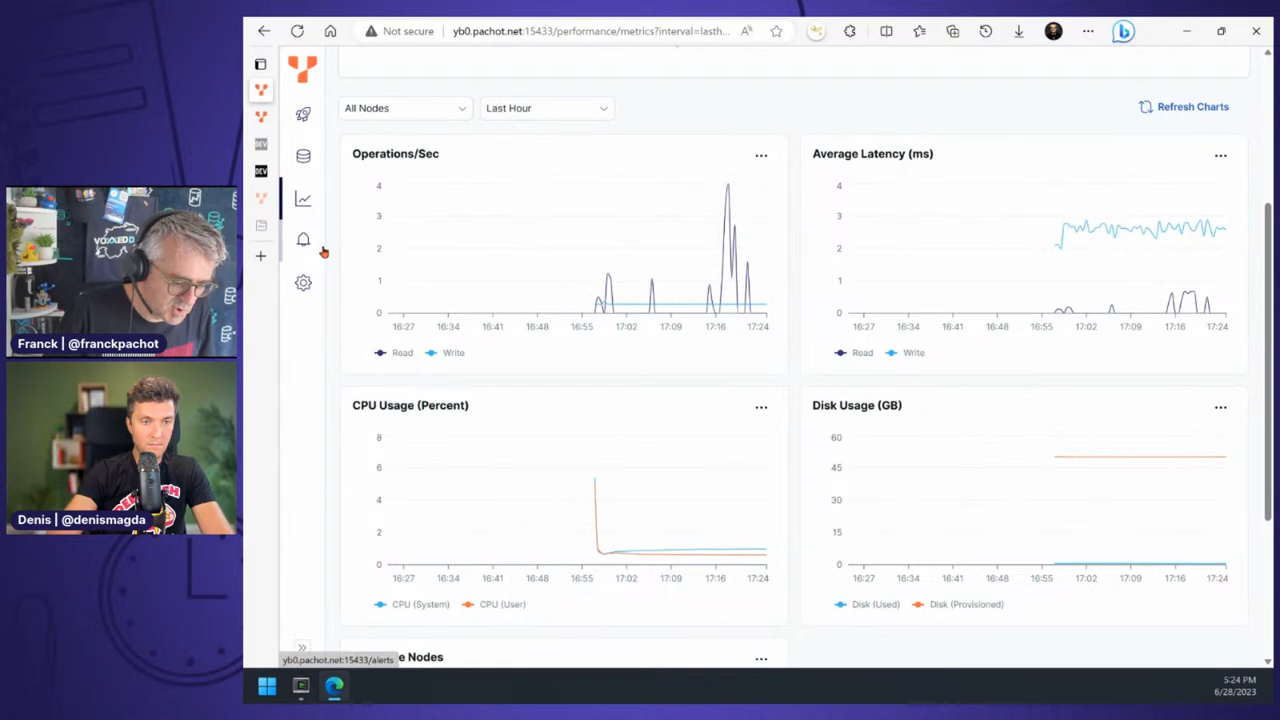 Not secure
yb0.pachot.net:15433/performance/metrics?interval=lasth...
All Nodes
Last Hour
Refresh Charts
Operations/Sec
4
3
2
1
0
16:27 16:34 16:41 16:48 16:55 17:02 17:09 17:16 17:24
Read Write
Average Latency (ms)
4
3
2
1
0
16:27 16:34 16:41 16:48 16:55 17:02 17:09 17:16 17:24
Read Write
CPU Usage (Percent)
8
6
4
2
0
16:27 16:34 16:41 16:48 16:55 17:02 17:09 17:16 17:24
CPU (System) CPU (User)
Disk Usage (GB)
60
45
30
15
0
16:27 16:34 16:41 16:48 16:55 17:02 17:09 17:16 17:24
Disk (Used) Disk (Provisioned)
e Nodes
yb0.pachot.net:15433/alerts
5:24 PM
6/28/2023
DEV
DEV
VOXXED D
Franck | @franckpachot
Denis | @denismagda